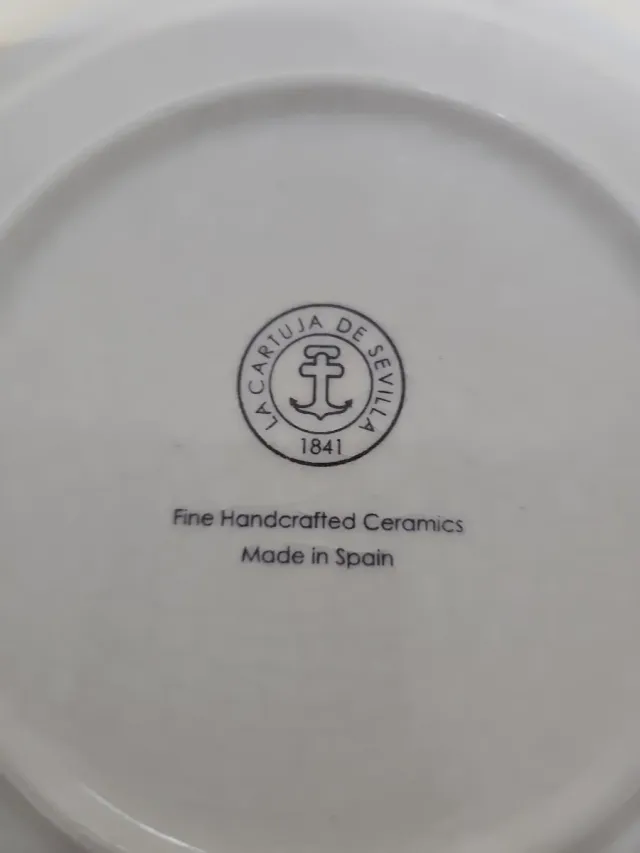 LA CARTUJA DE SEVILLA
1841
Fine Handcrafted Ceramics
Made in Spain